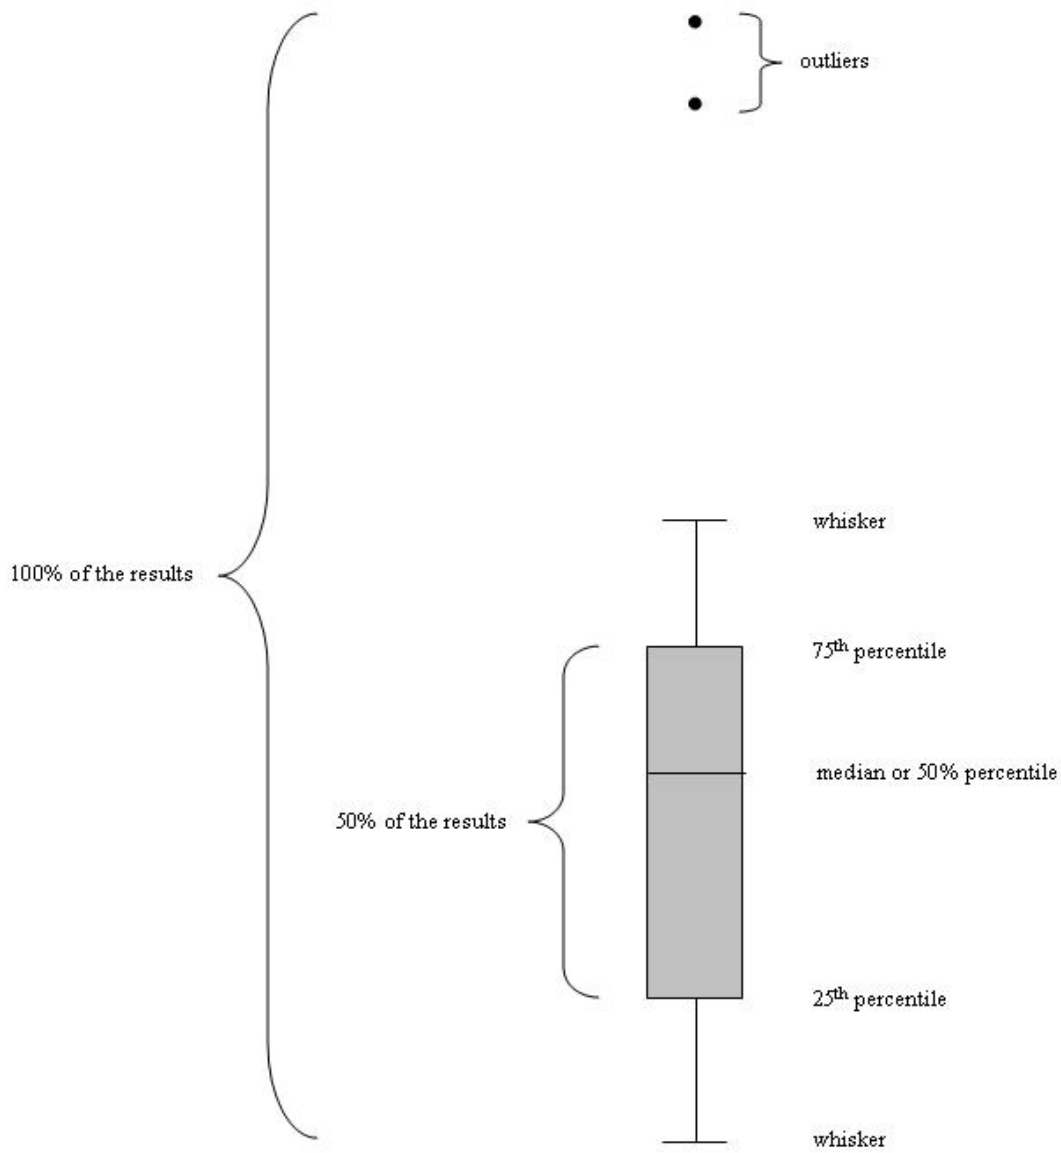 outliers
whisker
100% of the results
75th percentile
median or 50% percentile
50% of the results
25th percentile
whisker